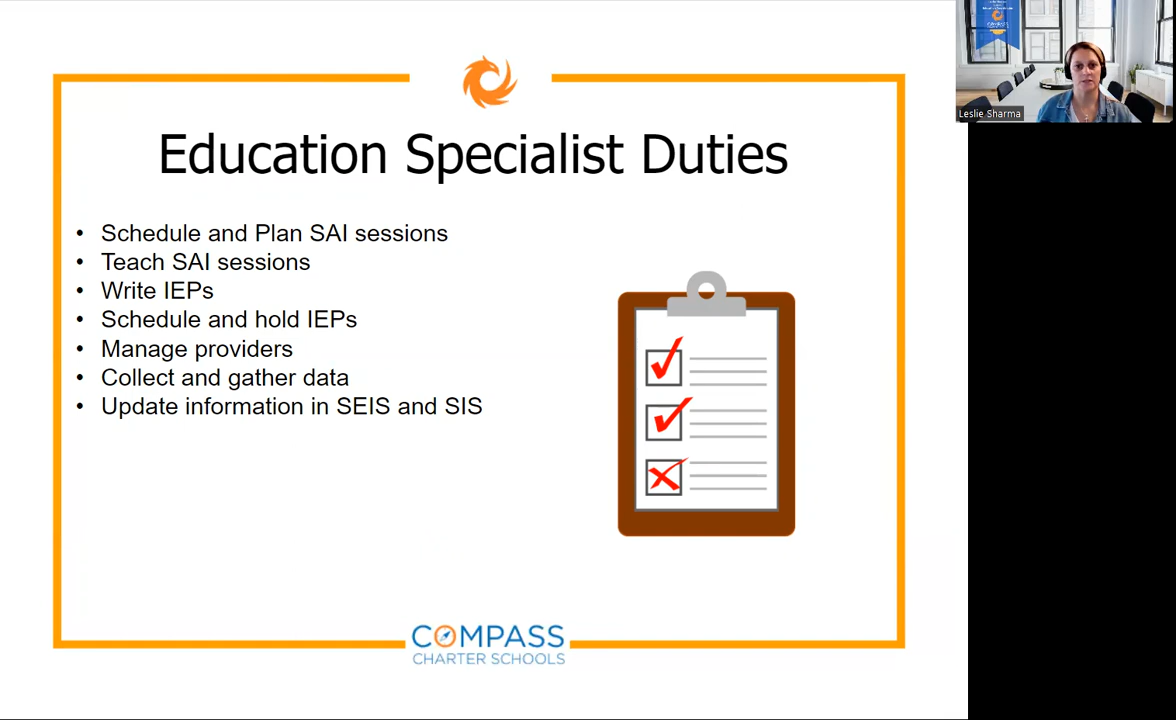 Education Specialist Duties
• Schedule and Plan SAI sessions
• Teach SAI sessions
• Write IEPs
• Schedule and hold IEPs
• Manage providers
• Collect and gather data
• Update information in SEIS and SIS
COMPASS
CHARTER SCHOOLS
Leslie Sharma